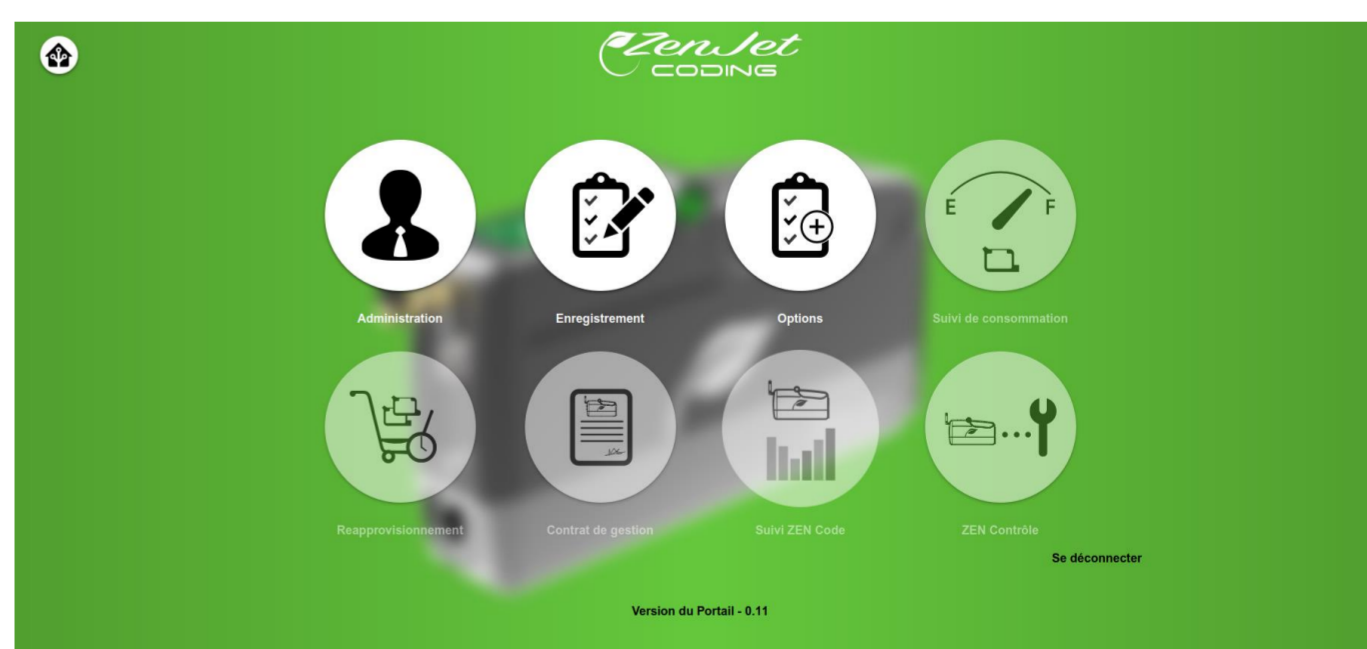 ZenJet
CODING
E F
Administration
Enregistrement
Options
Suivi de consommation
Reapprovisionnement
Contrat de gestion
Suivi ZEN Code
ZEN Contrôle
Se déconnecter
Version du Portail - 0.11